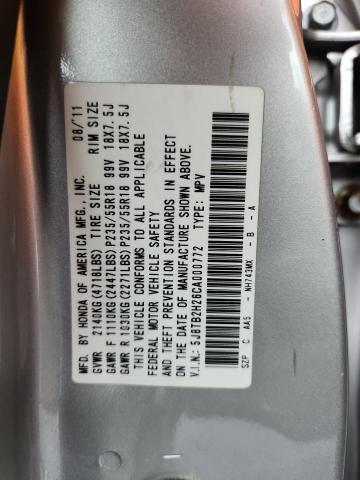 MFD. BY HONDA OF AMERICA MFG., INC. 08/11
GVWR 2140KG(4718LBS) TIRE SIZE RIM SIZE
GAWR F 1110KG(2447LBS)P235/55R18 99V 18X7.5J
GAWR R 1030KG(2271LBS)P235/55R18 99V 18X7.5J
THIS VEHICLE CONFORMS TO ALL APPLICABLE
FEDERAL MOTOR VEHICLE SAFETY AND
THEFT PREVENTION STANDARDS IN EFFECT
ON THE DATE OF MANUFACTURE SHOWN ABOVE.
V.I.N.: 5J8TB2H26CA000772 TYPE: MPV
SZP C AA5 - NH743MX - B - A